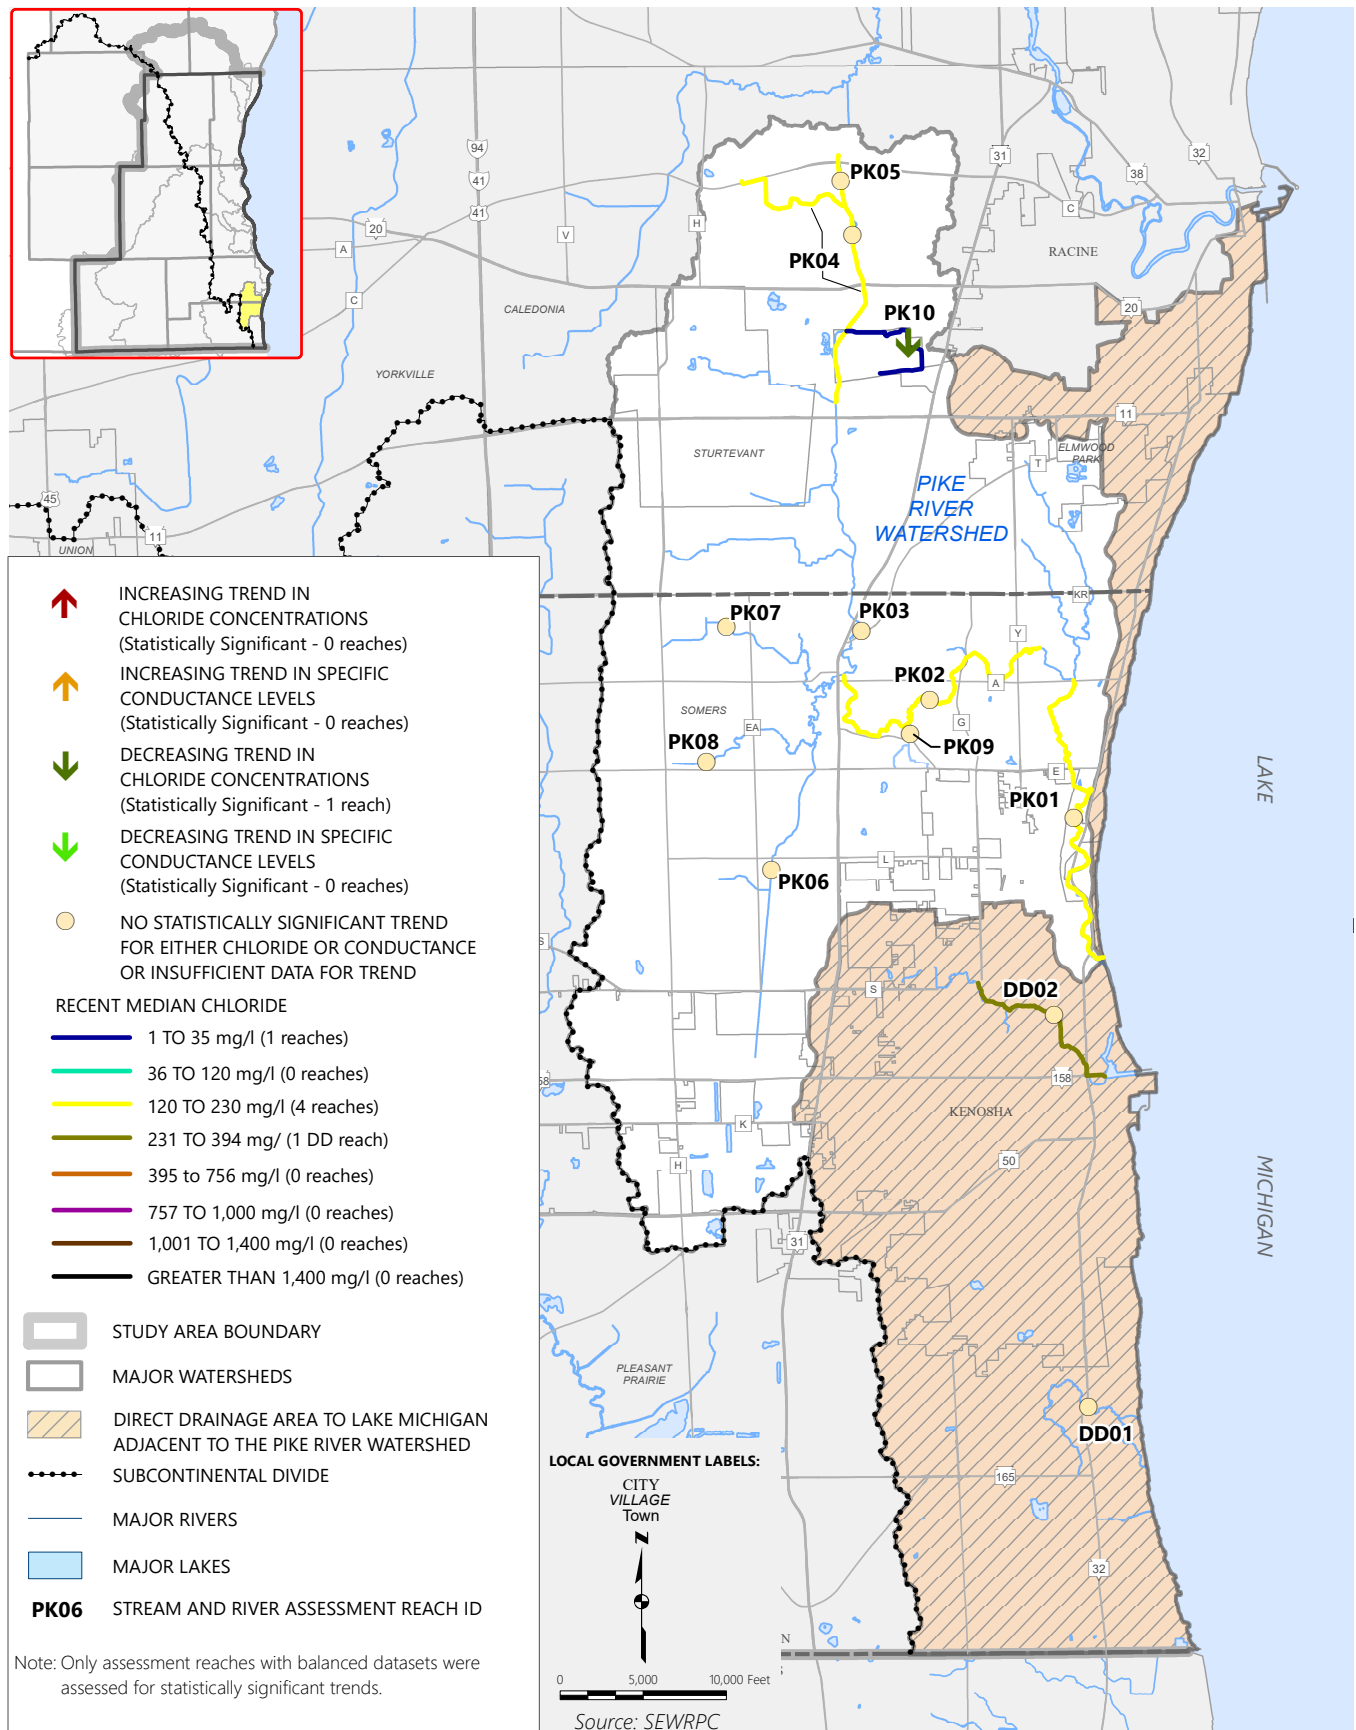 94
41
41
20
A
C
V
H
31
38
32
C
RACINE
CALEDONIA
YORKVILLE
PK05
PK04
PK10
20
11
ELMWOOD
PARK
T
STURTEVANT
PIKE
RIVER
WATERSHED
45
11
UNION
KR
PK07
PK03
Y
PK02
A
SOMERS
EA
G
PK08
PK09
E
PK01
LAKE
L
PK06
S
S
DD02
158
KENOSHA
K
H
50
31
MICHIGAN
PLEASANT
PRAIRIE
DD01
165
32
INCREASING TREND IN
CHLORIDE CONCENTRATIONS
(Statistically Significant - 0 reaches)
INCREASING TREND IN SPECIFIC
CONDUCTANCE LEVELS
(Statistically Significant - 0 reaches)
DECREASING TREND IN
CHLORIDE CONCENTRATIONS
(Statistically Significant - 1 reach)
DECREASING TREND IN SPECIFIC
CONDUCTANCE LEVELS
(Statistically Significant - 0 reaches)
NO STATISTICALLY SIGNIFICANT TREND
FOR EITHER CHLORIDE OR CONDUCTANCE
OR INSUFFICIENT DATA FOR TREND
RECENT MEDIAN CHLORIDE
1 TO 35 mg/l (1 reaches)
36 TO 120 mg/l (0 reaches)
120 TO 230 mg/l (4 reaches)
231 TO 394 mg/ (1 DD reach)
395 to 756 mg/l (0 reaches)
757 TO 1,000 mg/l (0 reaches)
1,001 TO 1,400 mg/l (0 reaches)
GREATER THAN 1,400 mg/l (0 reaches)
STUDY AREA BOUNDARY
MAJOR WATERSHEDS
DIRECT DRAINAGE AREA TO LAKE MICHIGAN
ADJACENT TO THE PIKE RIVER WATERSHED
SUBCONTINENTAL DIVIDE
MAJOR RIVERS
MAJOR LAKES
PK06 STREAM AND RIVER ASSESSMENT REACH ID
Note: Only assessment reaches with balanced datasets were
assessed for statistically significant trends.
LOCAL GOVERNMENT LABELS:
CITY
VILLAGE
Town
Z
0 5,000 10,000 Feet
Source: SEWRPC